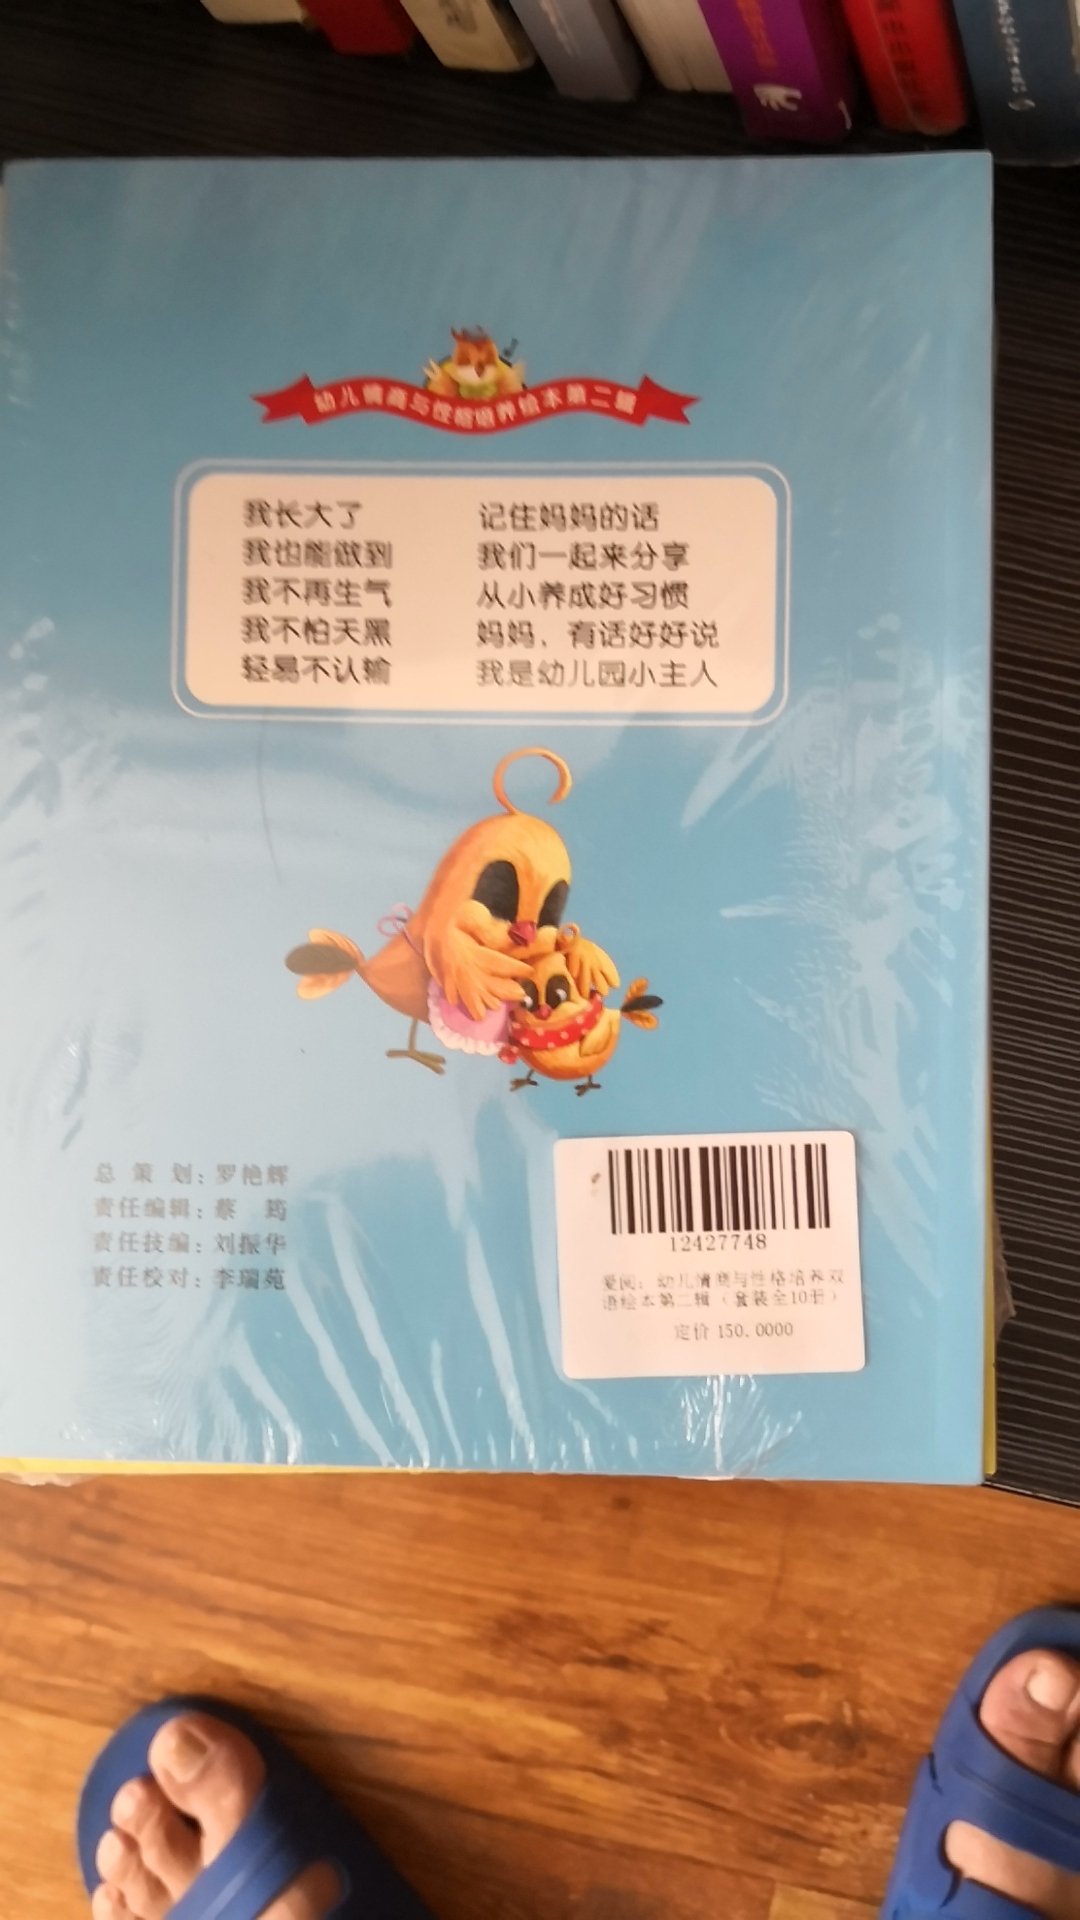 幼儿情商与性格培养绘本第二辑
我长大了
我也能做到
我不再生气
我不怕天黑
轻易不认输
记住妈妈的话
我们一起来分享
从小养成好习惯
妈妈，有话好好说
我是幼儿园小主人
总 策 划：罗艳辉
责任编辑：蔡 筠
责任技编：刘振华
责任校对：李瑞苑
12427748
爱阅：幼儿情商与性格培养双
语绘本第二辑（套装全10册）
定价 150.0000